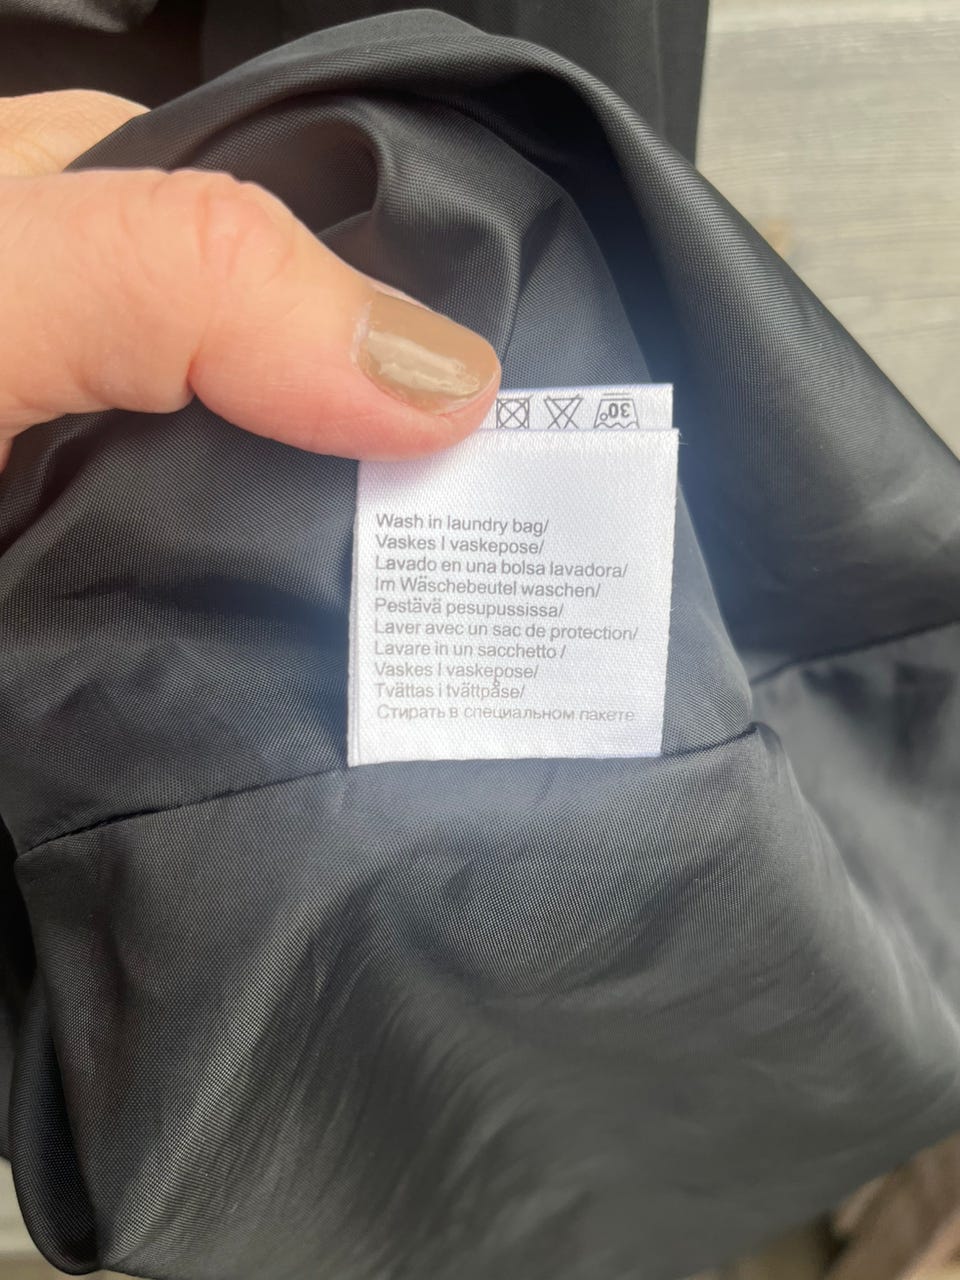 30°
Wash in laundry bag/
Vaskes I vaskepose/
Lavado en una bolsa lavadora/
Im Wäschebeutel waschen/
Pestävä pesupussissa/
Laver avec un sac de protection/
Lavare in un sacchetto /
Vaskes I vaskepose/
Tvättas i tvättpåse/
Стирать в специальном пакете